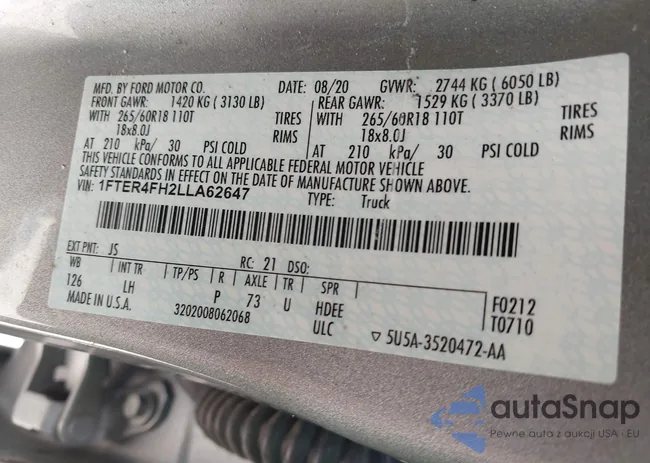 MFD. BY FORD MOTOR CO.
DATE: 08/20 GVWR: 2744 KG ( 6050 LB)
FRONT GAWR: 1420 KG ( 3130 LB)
REAR GAWR: 1529 KG ( 3370 LB)
WITH 265/60R18 110T TIRES
WITH 265/60R18 110T TIRES
18x8.0J RIMS
18x8.0J RIMS
AT 210 kPa/ 30 PSI COLD
AT 210 kPa/ 30 PSI COLD
THIS VEHICLE CONFORMS TO ALL APPLICABLE FEDERAL MOTOR VEHICLE
SAFETY STANDARDS IN EFFECT ON THE DATE OF MANUFACTURE SHOWN ABOVE.
VIN: 1FTER4FH2LLA62647
TYPE: Truck
EXT PNT: JS RC: 21 DSO:
WB INT TR TP/PS R AXLE TR SPR
126 LH P 73 U HDEE F0212
MADE IN U.S.A. 3202008062068 ULC T0710
▽ 5U5A-3520472-AA
autaSnap
Pewne auta z aukcji USA i EU